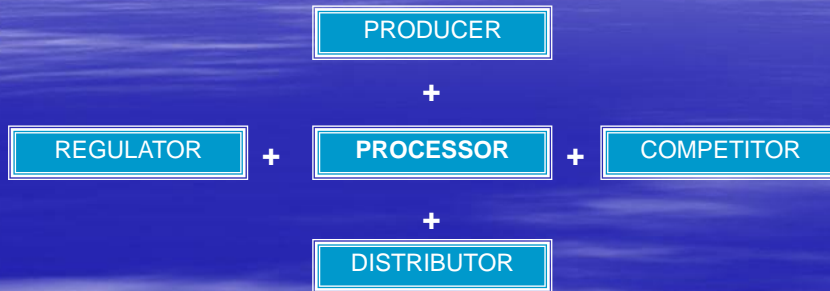 PRODUCER
+
REGULATOR + PROCESSOR + COMPETITOR
+
DISTRIBUTOR